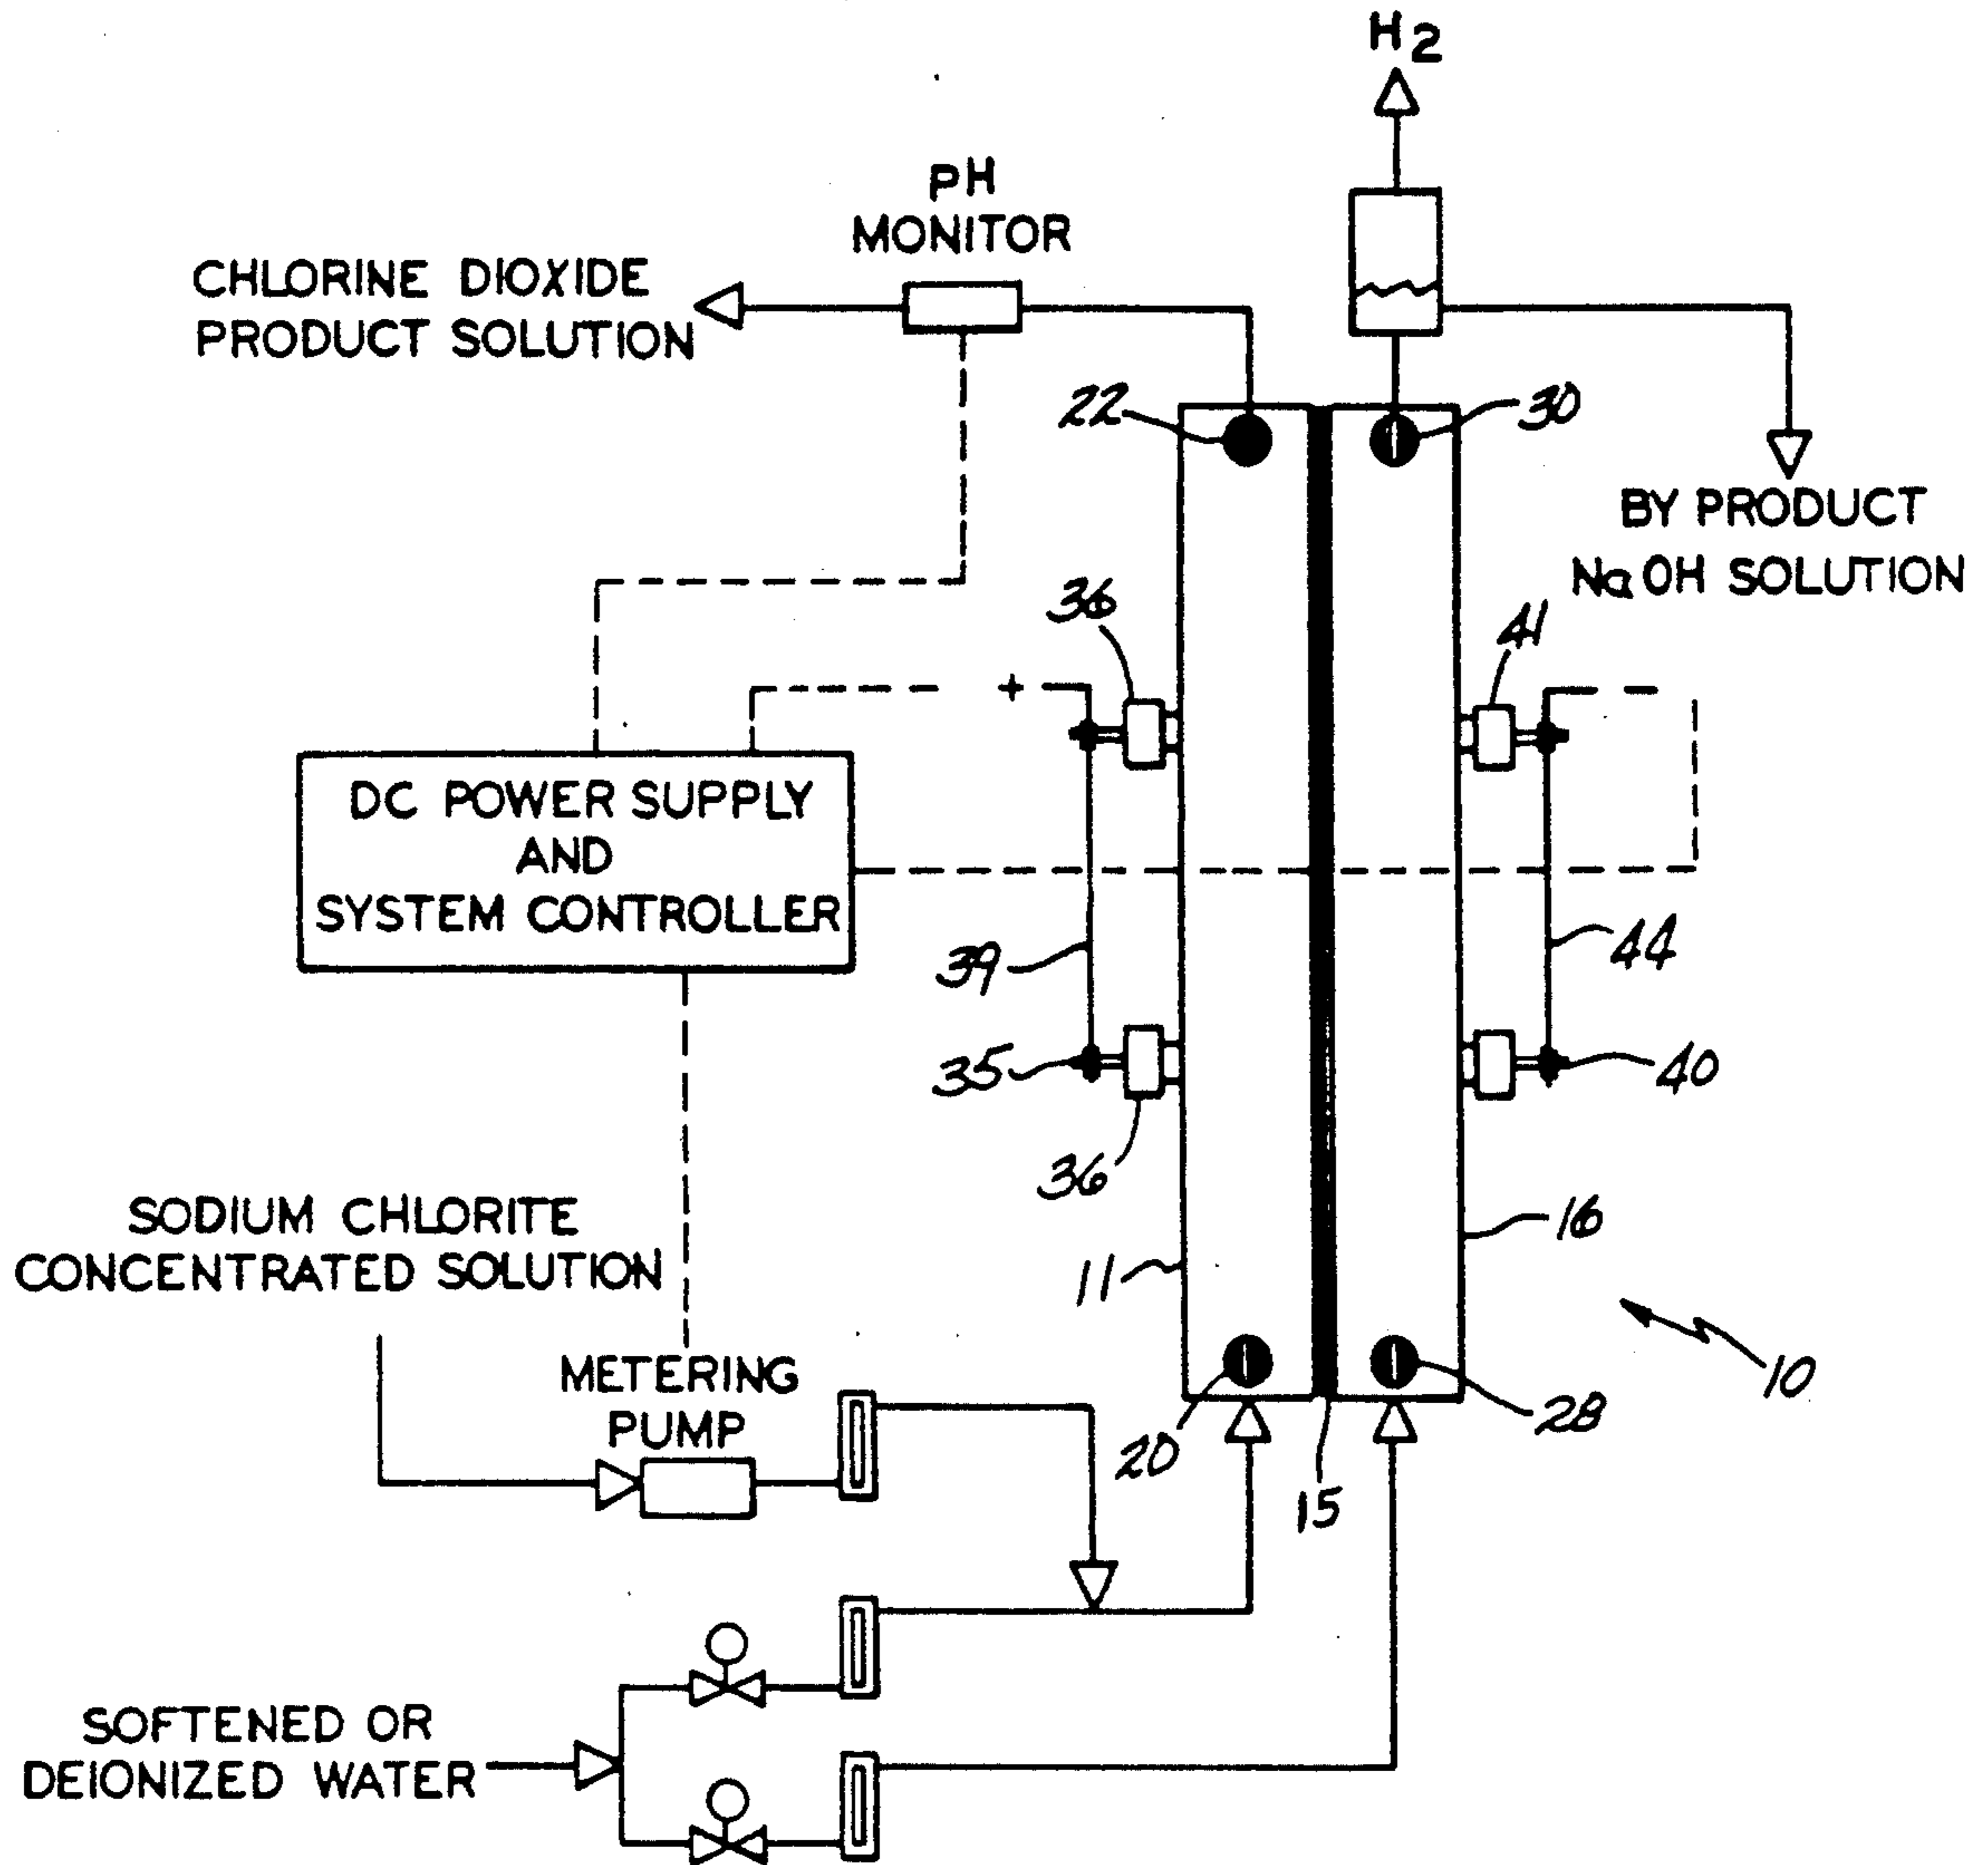 H2
pH
MONITOR
CHLORINE DIOXIDE
PRODUCT SOLUTION
22
30
BY PRODUCT
NaOH SOLUTION
36
41
+
−
DC POWER SUPPLY
AND
SYSTEM CONTROLLER
39
44
35
40
36
SODIUM CHLORITE
CONCENTRATED SOLUTION
16
11
METERING
PUMP
10
20
28
15
SOFTENED OR
DEIONIZED WATER